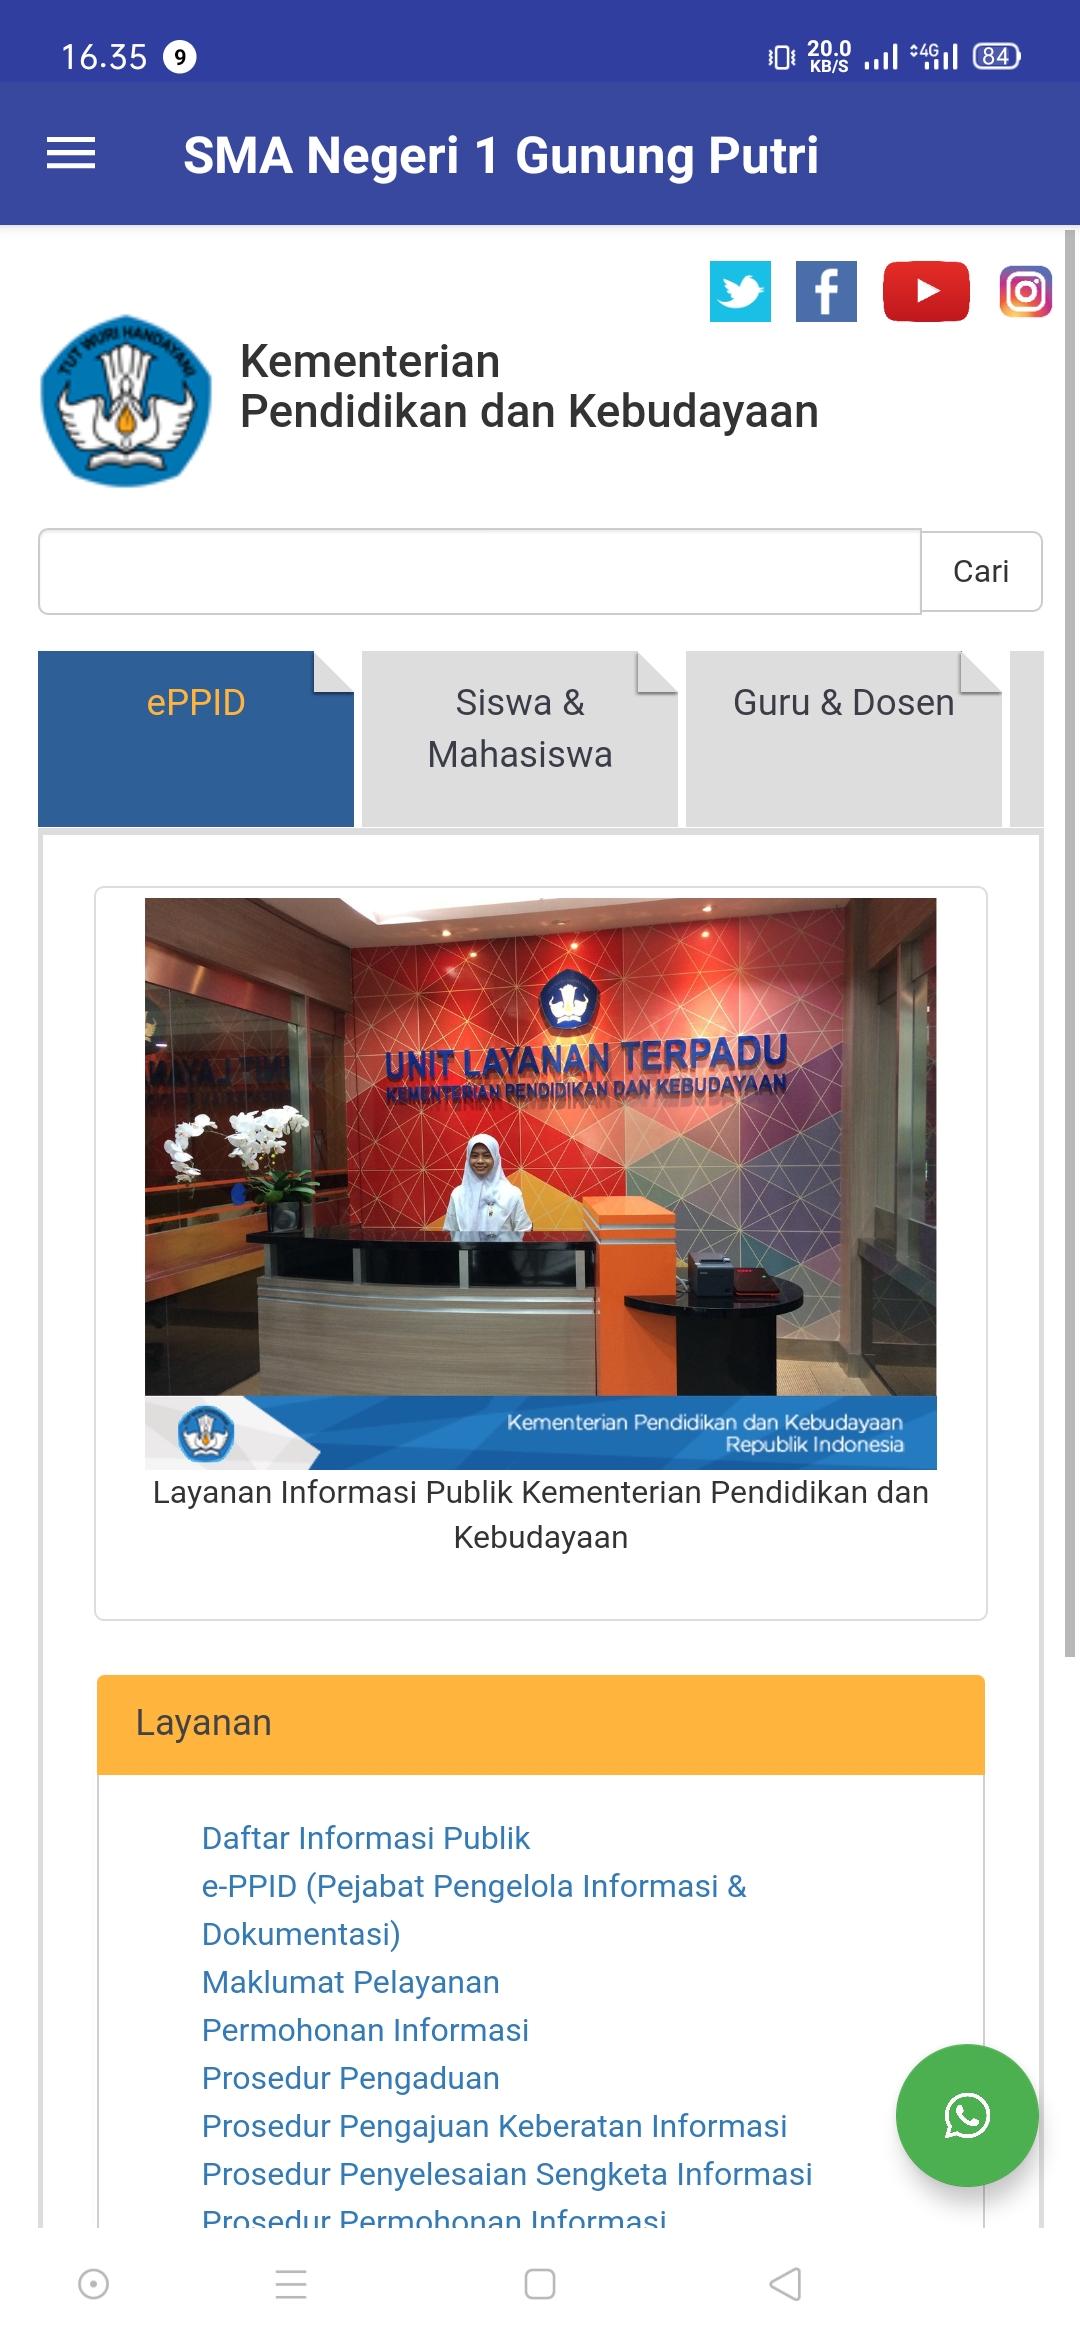 16.35 9 20.0 KB/S 4G 84
SMA Negeri 1 Gunung Putri
TUT WURI HANDAYANI
Kementerian
Pendidikan dan Kebudayaan
Cari
ePPID
Siswa &
Mahasiswa
Guru & Dosen
UNIT LAYANAN TERPADU
KEMENTERIAN PENDIDIKAN DAN KEBUDAYAAN
Kementerian Pendidikan dan Kebudayaan
Republik Indonesia
Layanan Informasi Publik Kementerian Pendidikan dan
Kebudayaan
Layanan
Daftar Informasi Publik
e-PPID (Pejabat Pengelola Informasi &
Dokumentasi)
Maklumat Pelayanan
Permohonan Informasi
Prosedur Pengaduan
Prosedur Pengajuan Keberatan Informasi
Prosedur Penyelesaian Sengketa Informasi
Prosedur Permohonan Informasi